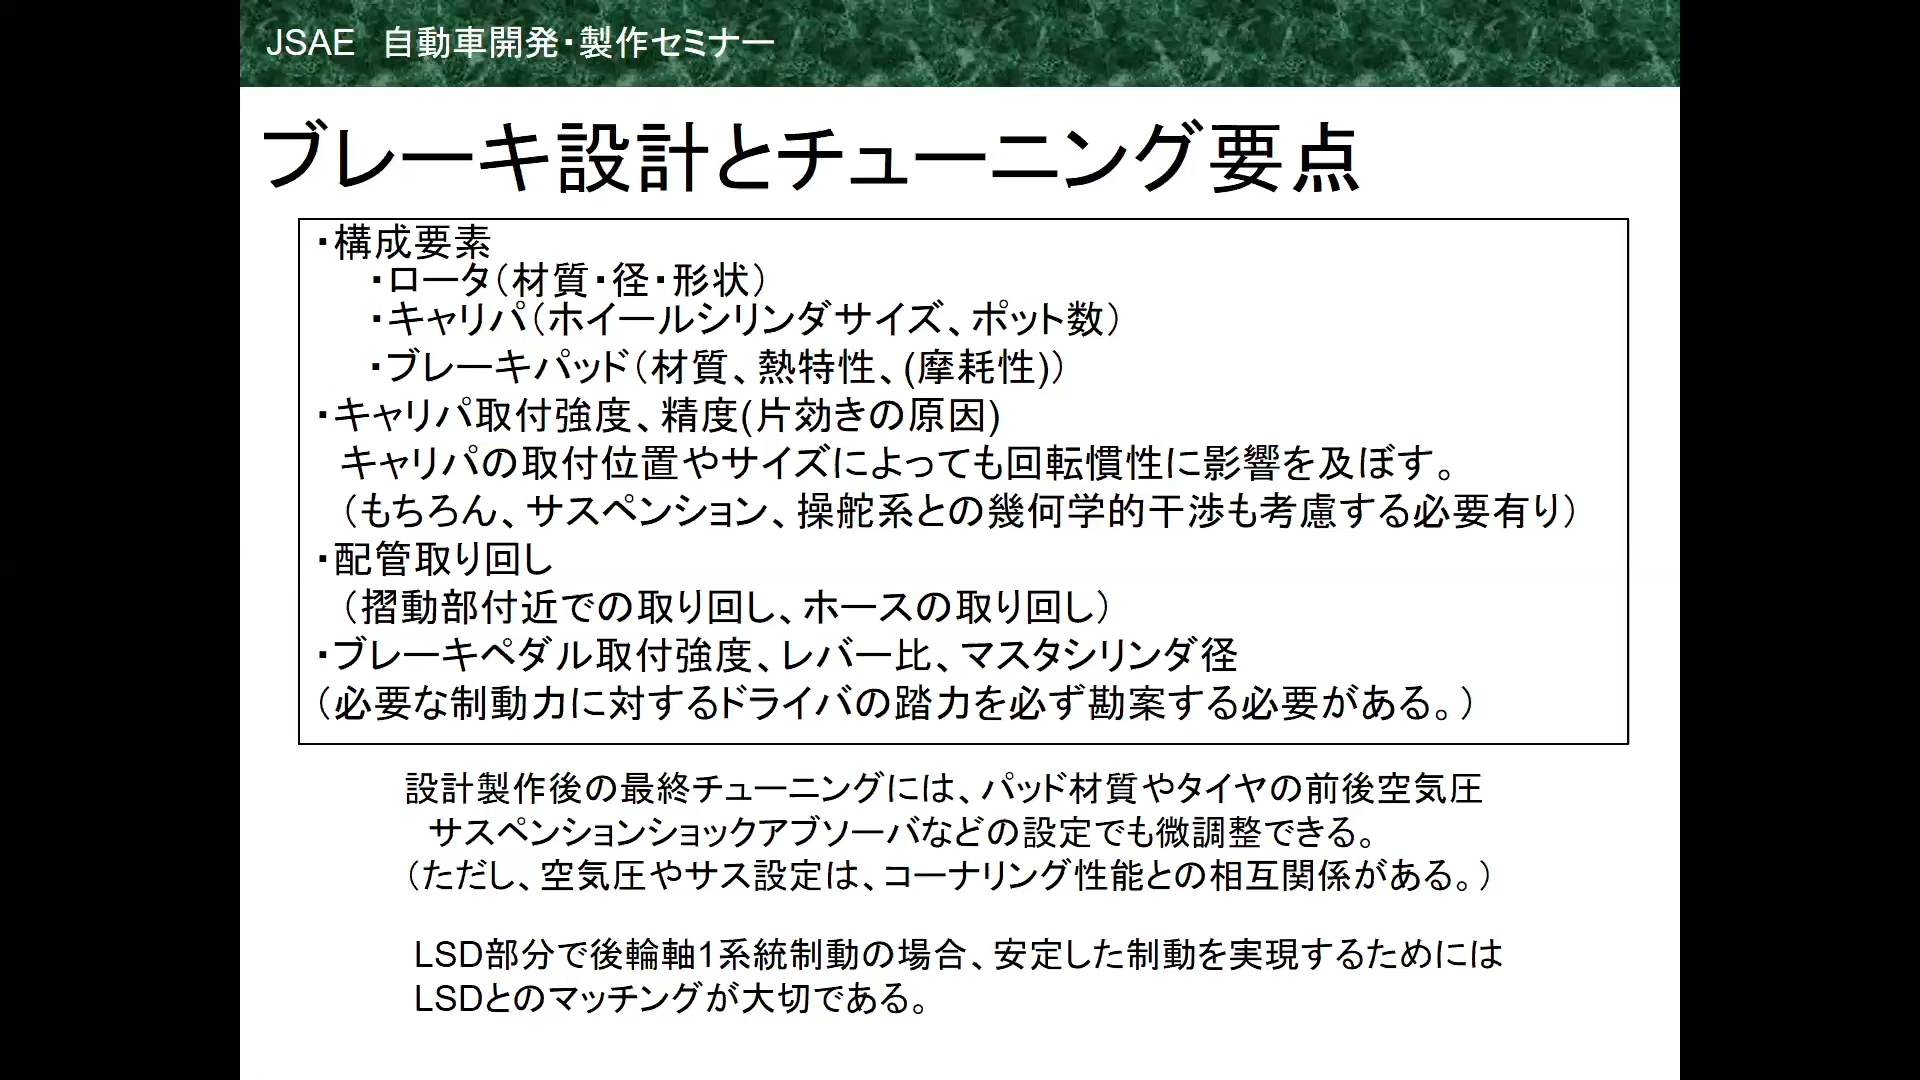 JSAE 自動車開発・製作セミナー
ブレーキ設計とチューニング要点
・構成要素
・ロータ（材質・径・形状）
・キャリパ（ホイールシリンダサイズ、ポット数）
・ブレーキパッド（材質、熱特性、(摩耗性)）
・キャリパ取付強度、精度(片効きの原因)
キャリパの取付位置やサイズによっても回転慣性に影響を及ぼす。
（もちろん、サスペンション、操舵系との幾何学的干渉も考慮する必要有り）
・配管取り回し
（摺動部付近での取り回し、ホースの取り回し）
・ブレーキペダル取付強度、レバー比、マスタシリンダ径
（必要な制動力に対するドライバの踏力を必ず勘案する必要がある。）
設計製作後の最終チューニングには、パッド材質やタイヤの前後空気圧
サスペンションショックアブソーバなどの設定でも微調整できる。
（ただし、空気圧やサス設定は、コーナリング性能との相互関係がある。）
LSD部分で後輪軸1系統制動の場合、安定した制動を実現するためには
LSDとのマッチングが大切である。